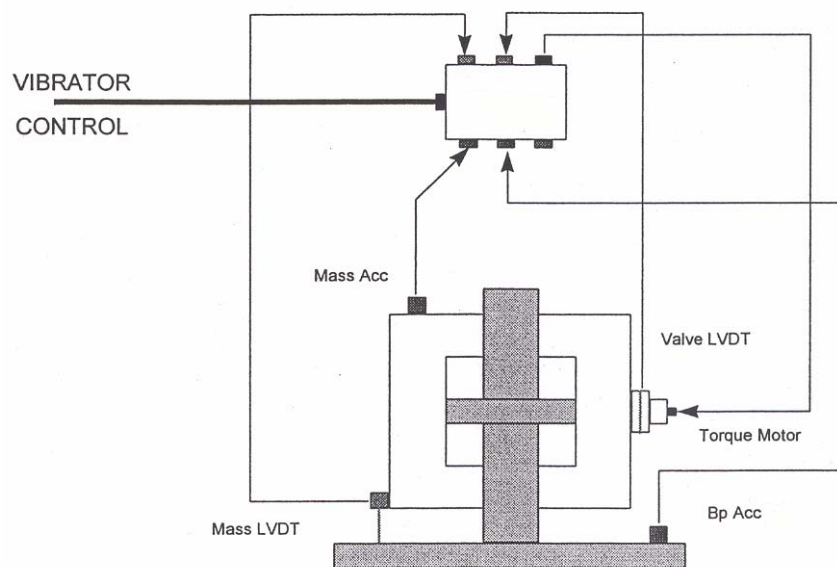 VIBRATOR
CONTROL
Mass Acc
Valve LVDT
Torque Motor
Mass LVDT
Bp Acc